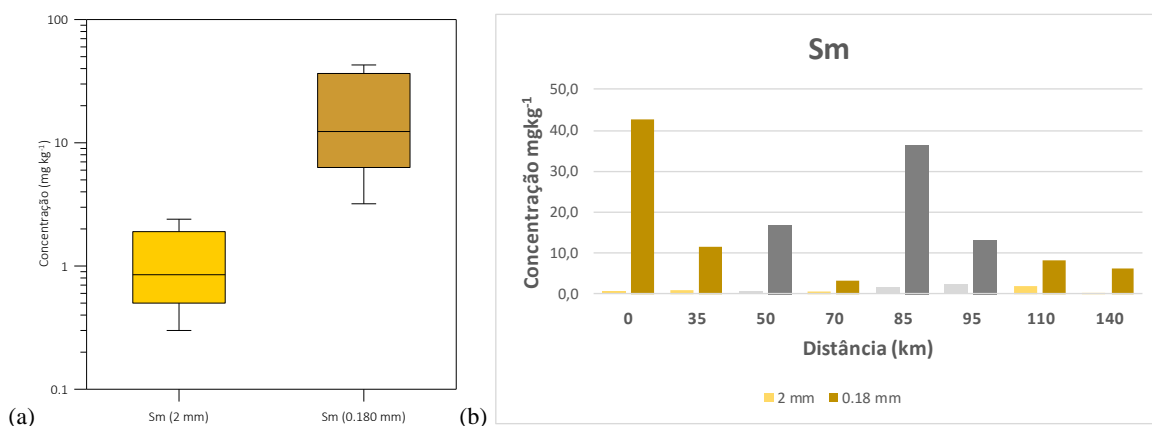 100
10
1
0.1
Concentração (mg kg-1)
Sm (2 mm)
Sm (0.180 mm)
(a)
Sm
50,0
40,0
30,0
20,0
10,0
0,0
Concentração mgkg-1
0 35 50 70 85 95 110 140
Distância (km)
2 mm 0.18 mm
(b)